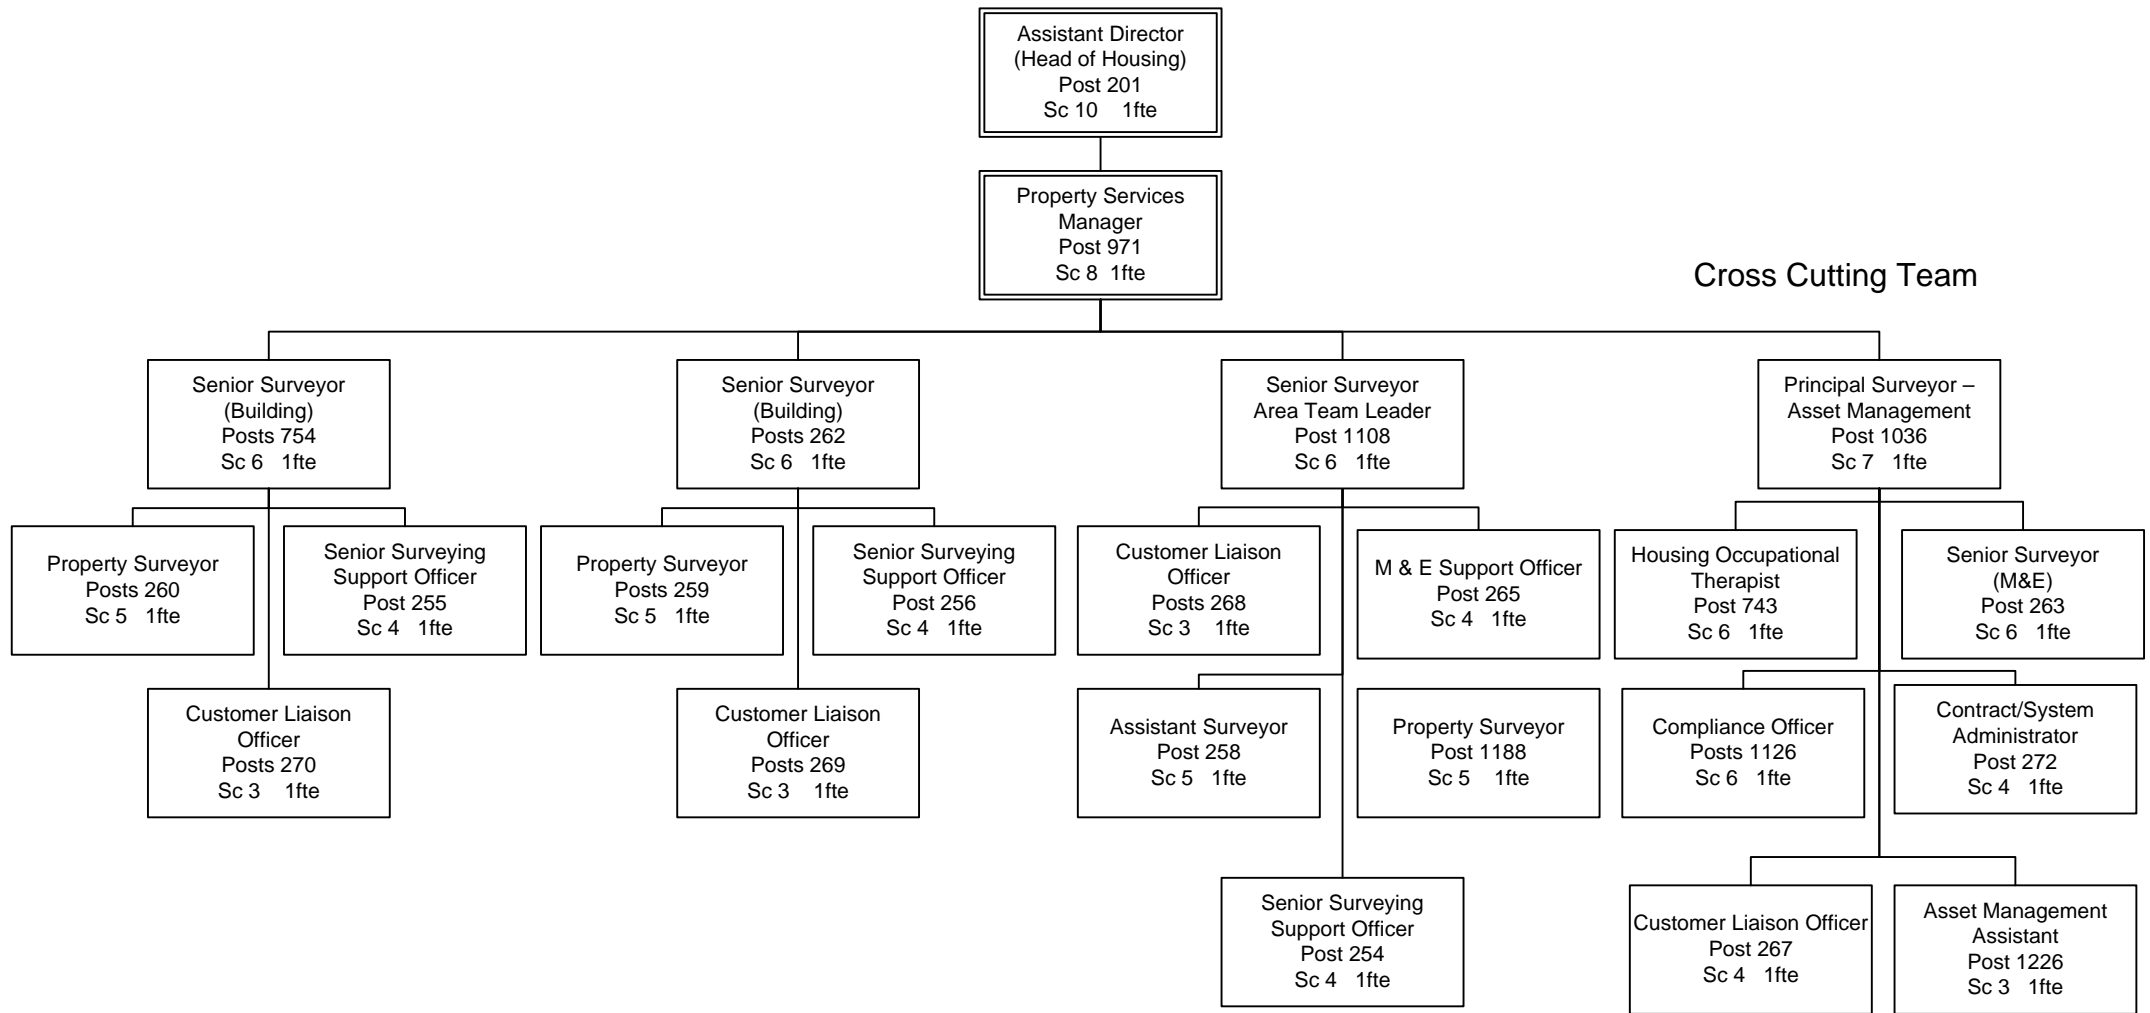 Assistant Director
(Head of Housing)
Post 201
Sc 10 1fte
Property Services
Manager
Post 971
Sc 8 1fte
Cross Cutting Team
Senior Surveyor
(Building)
Posts 754
Sc 6 1fte
Senior Surveyor
(Building)
Posts 262
Sc 6 1fte
Senior Surveyor
Area Team Leader
Post 1108
Sc 6 1fte
Principal Surveyor –
Asset Management
Post 1036
Sc 7 1fte
Property Surveyor
Posts 260
Sc 5 1fte
Senior Surveying
Support Officer
Post 255
Sc 4 1fte
Property Surveyor
Posts 259
Sc 5 1fte
Senior Surveying
Support Officer
Post 256
Sc 4 1fte
Customer Liaison
Officer
Posts 268
Sc 3 1fte
M & E Support Officer
Post 265
Sc 4 1fte
Housing Occupational
Therapist
Post 743
Sc 6 1fte
Senior Surveyor
(M&E)
Post 263
Sc 6 1fte
Customer Liaison
Officer
Posts 270
Sc 3 1fte
Customer Liaison
Officer
Posts 269
Sc 3 1fte
Assistant Surveyor
Post 258
Sc 5 1fte
Property Surveyor
Post 1188
Sc 5 1fte
Compliance Officer
Posts 1126
Sc 6 1fte
Contract/System
Administrator
Post 272
Sc 4 1fte
Senior Surveying
Support Officer
Post 254
Sc 4 1fte
Customer Liaison Officer
Post 267
Sc 4 1fte
Asset Management
Assistant
Post 1226
Sc 3 1fte